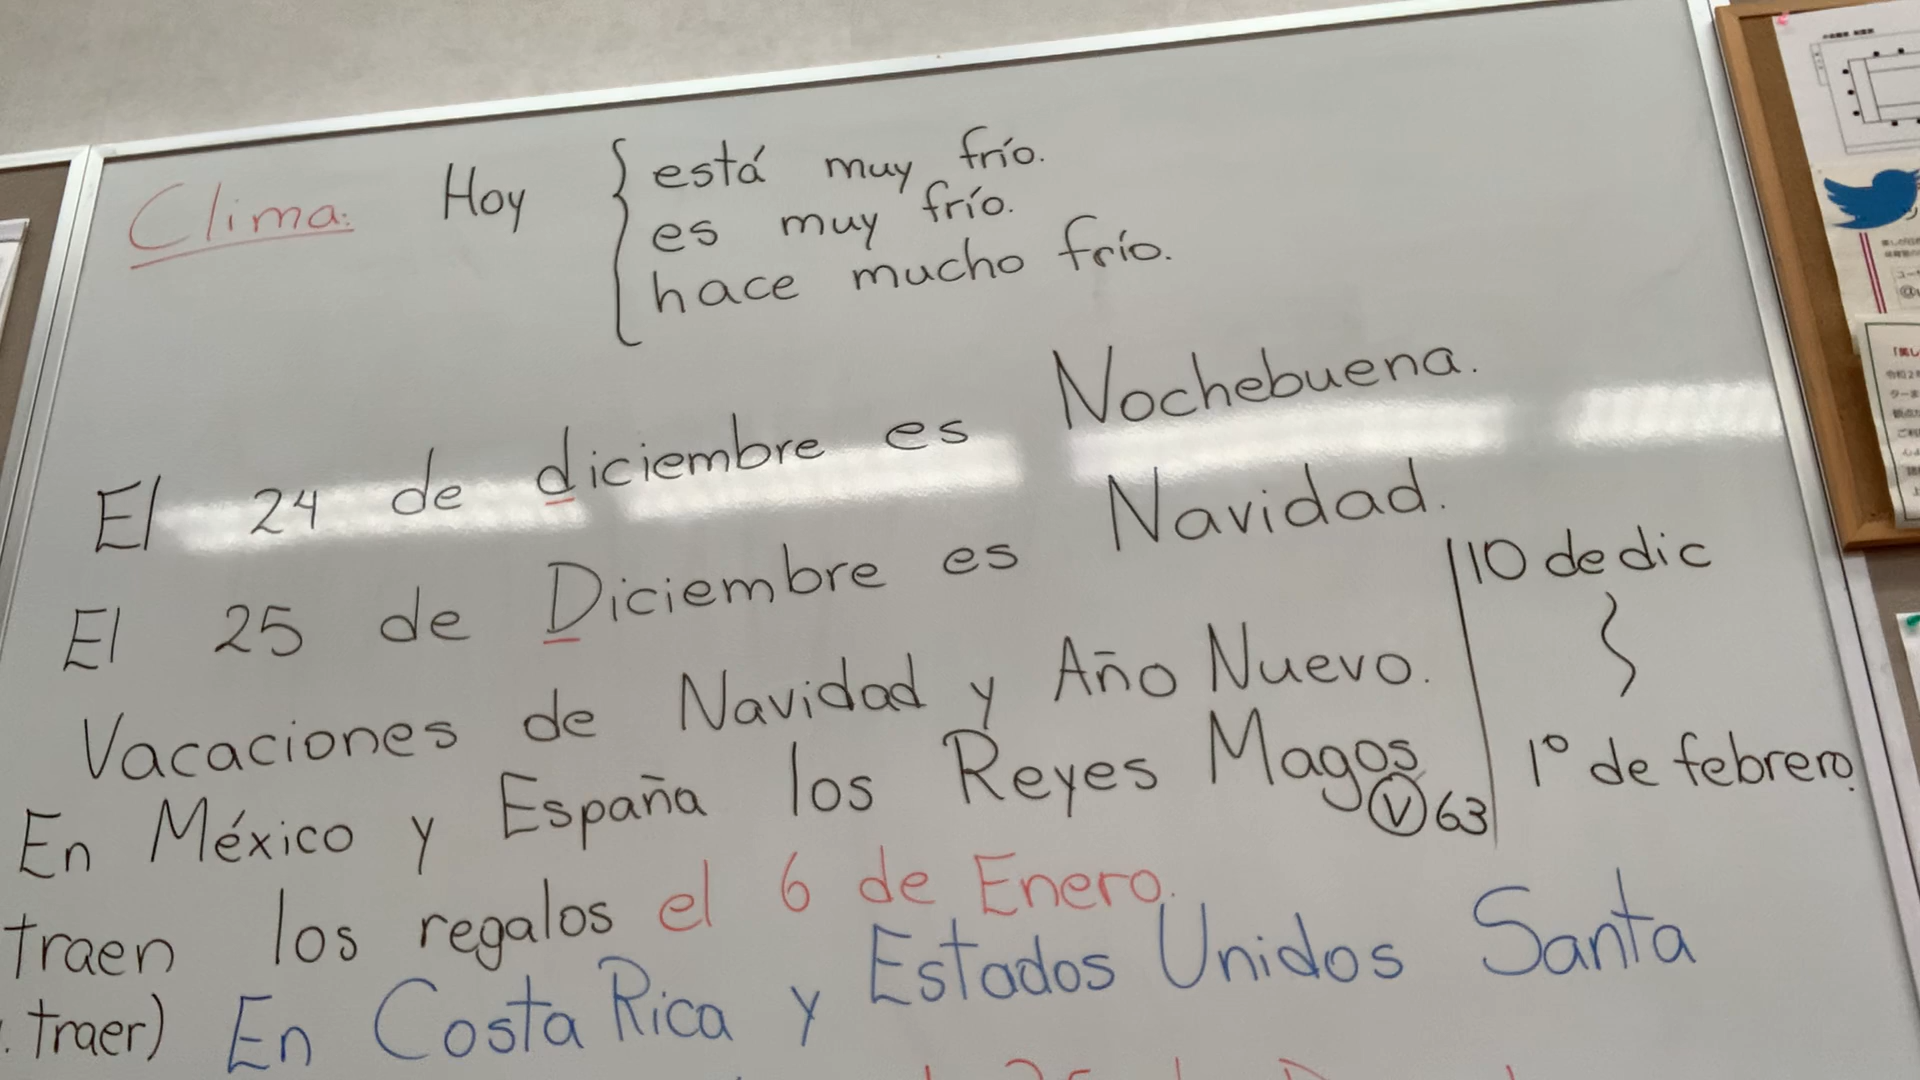 Clima: Hoy
está muy frío.
es muy frío.
hace mucho frío.
El 24 de diciembre es Nochebuena.
El 25 de Diciembre es Navidad.
Vacaciones de Navidad y Año Nuevo.
10 de dic
1º de febrero.
En México y España los Reyes Magos
V 63
traen los regalos el 6 de Enero.
traer) En Costa Rica y Estados Unidos Santa